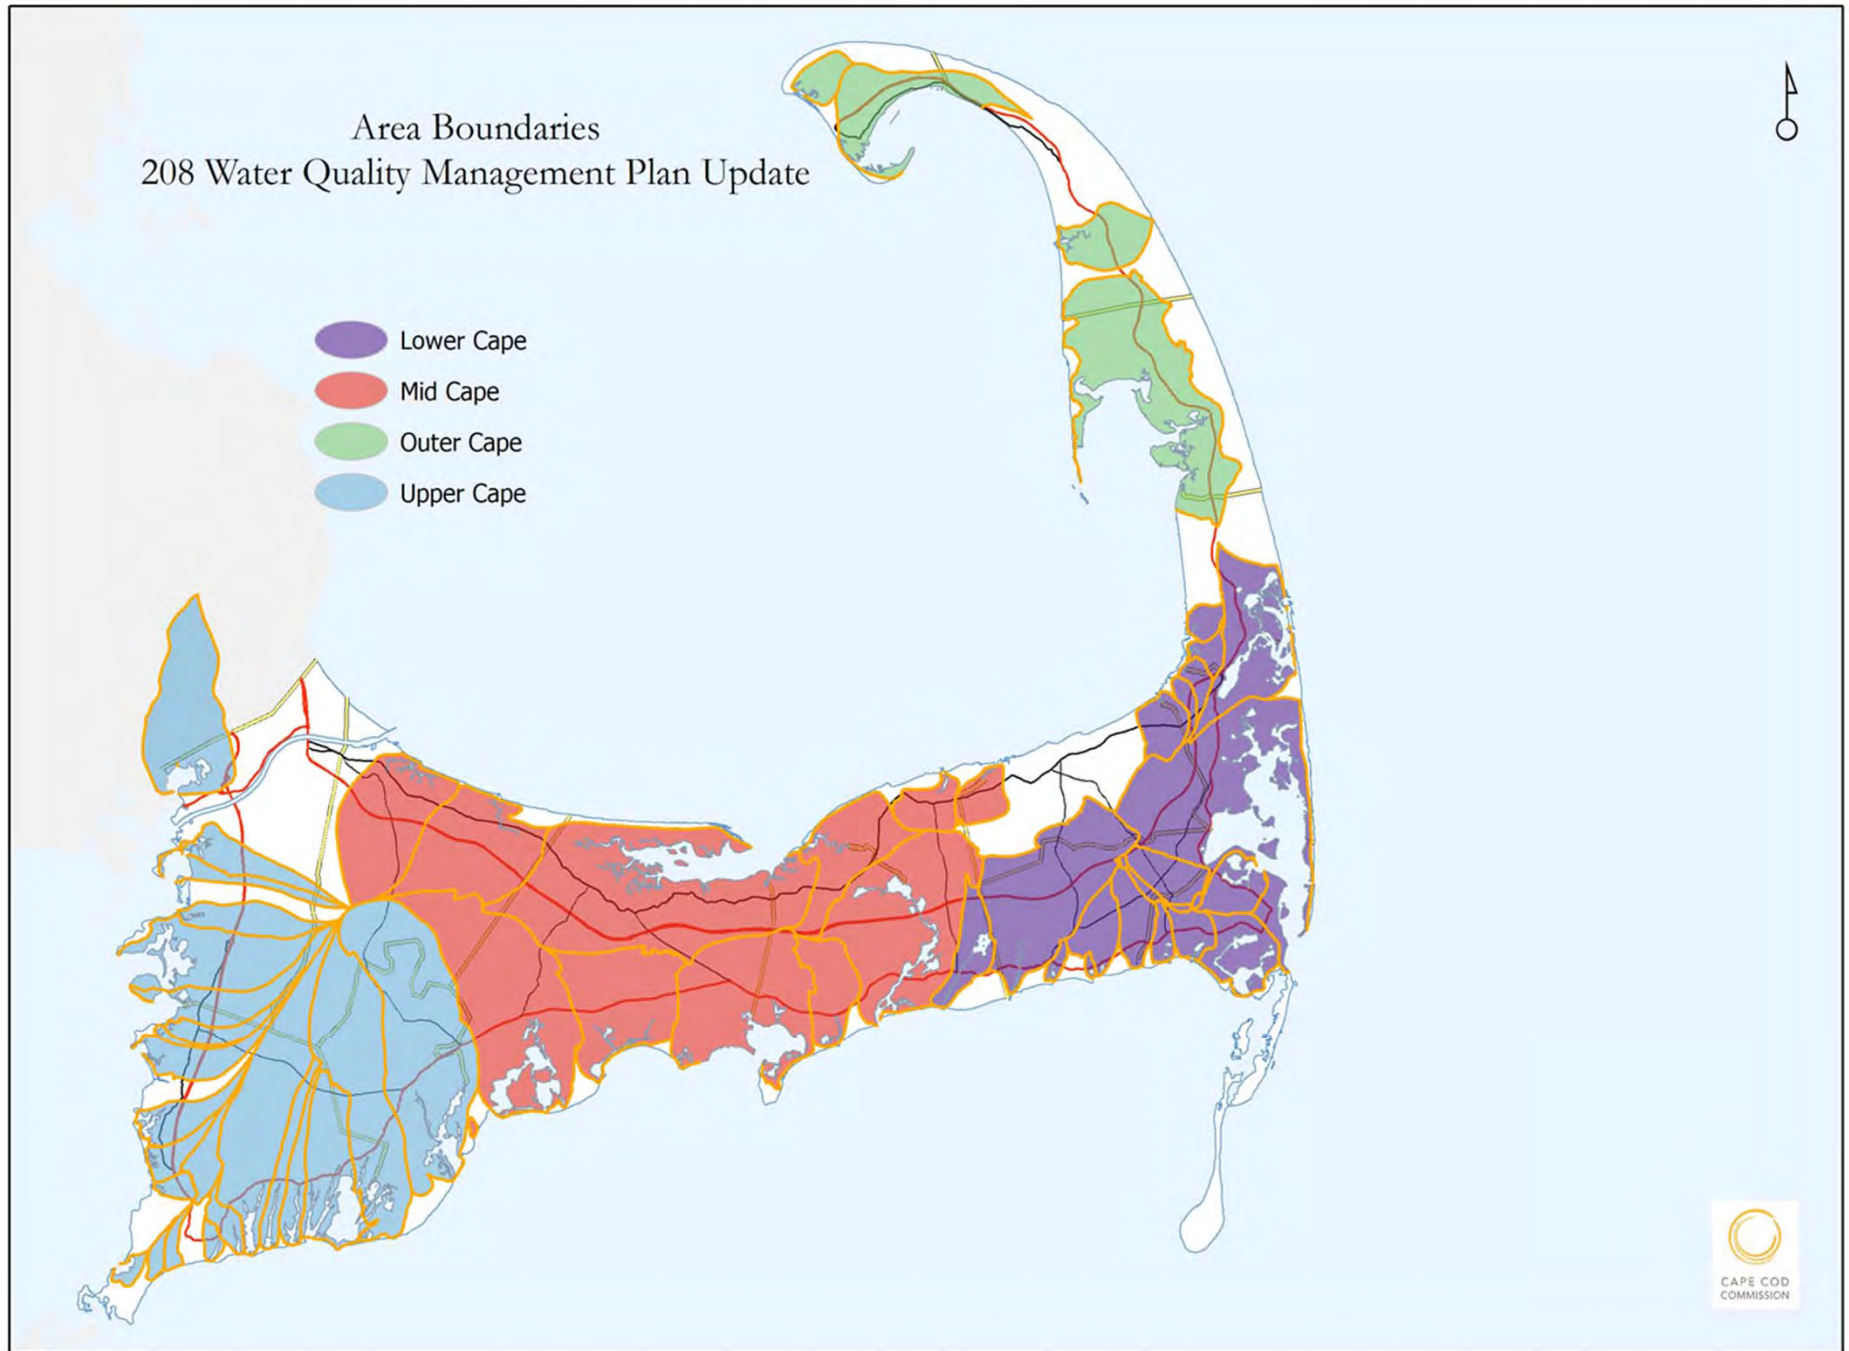 Area Boundaries
208 Water Quality Management Plan Update
Lower Cape
Mid Cape
Outer Cape
Upper Cape
CAPE COD
COMMISSION